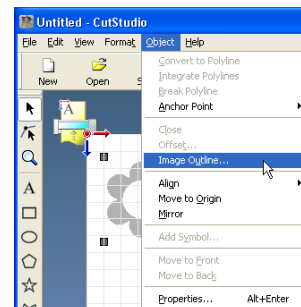 Untitled - CutStudio
File Edit View Format Object Help
New Open S
Convert to Polyline
Integrate Polylines
Break Polyline
Anchor Point
Close
Offset...
Image Outline...
Align
Move to Origin
Mirror
Add Symbol...
Move to Front
Move to Back
Properties... Alt+Enter
A
A